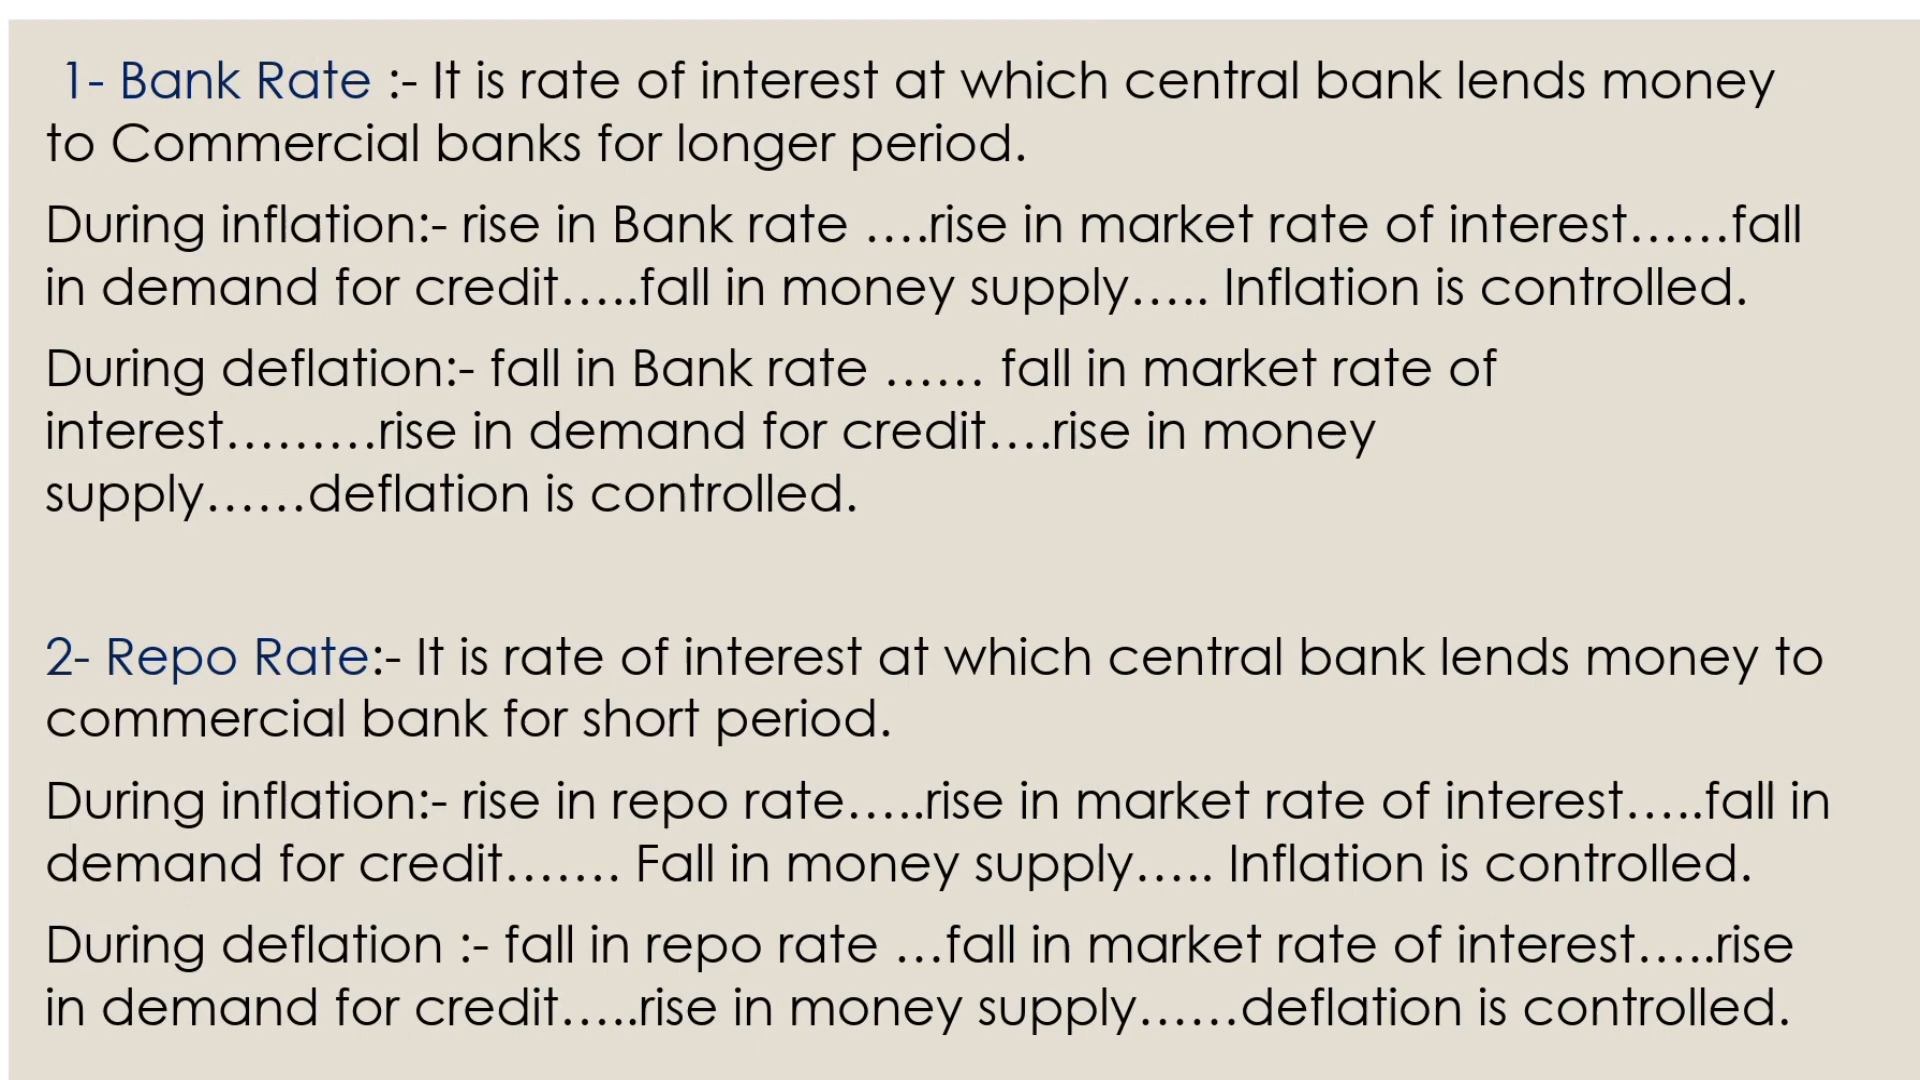 1- Bank Rate :- It is rate of interest at which central bank lends money
to Commercial banks for longer period.
During inflation:- rise in Bank rate ….rise in market rate of interest……fall
in demand for credit…..fall in money supply….. Inflation is controlled.
During deflation:- fall in Bank rate …… fall in market rate of
interest………rise in demand for credit….rise in money
supply……deflation is controlled.
2- Repo Rate:- It is rate of interest at which central bank lends money to
commercial bank for short period.
During inflation:- rise in repo rate…..rise in market rate of interest…..fall in
demand for credit……. Fall in money supply….. Inflation is controlled.
During deflation :- fall in repo rate …fall in market rate of interest…..rise
in demand for credit…..rise in money supply……deflation is controlled.